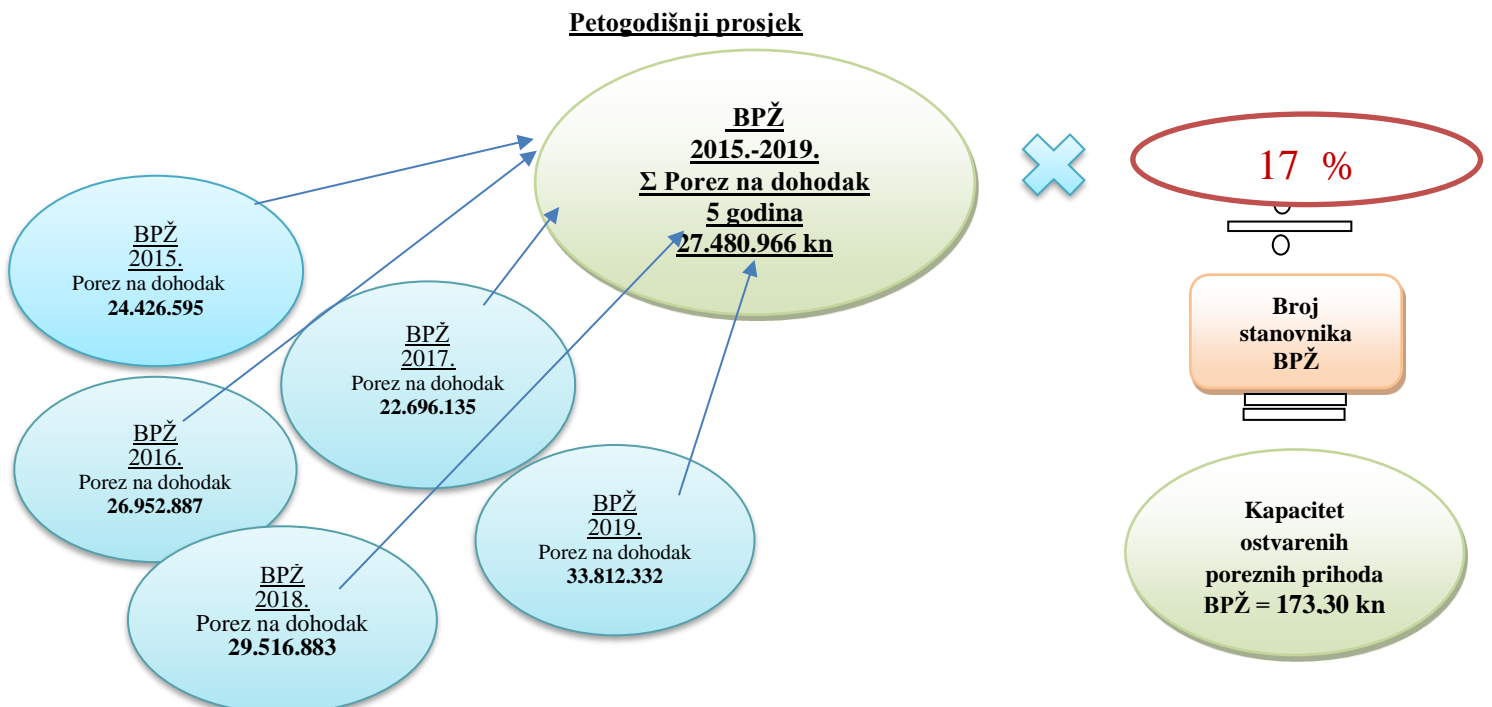 Petogodišnji prosjek
BPŽ
2015.-2019.
Σ Porez na dohodak
5 godina
27.480.966 kn
17 %
BPŽ
2015.
Porez na dohodak
24.426.595
Broj
stanovnika
BPŽ
BPŽ
2017.
Porez na dohodak
22.696.135
BPŽ
2016.
Porez na dohodak
26.952.887
BPŽ
2019.
Porez na dohodak
33.812.332
BPŽ
2018.
Porez na dohodak
29.516.883
Kapacitet
ostvarenih
poreznih prihoda
BPŽ = 173,30 kn